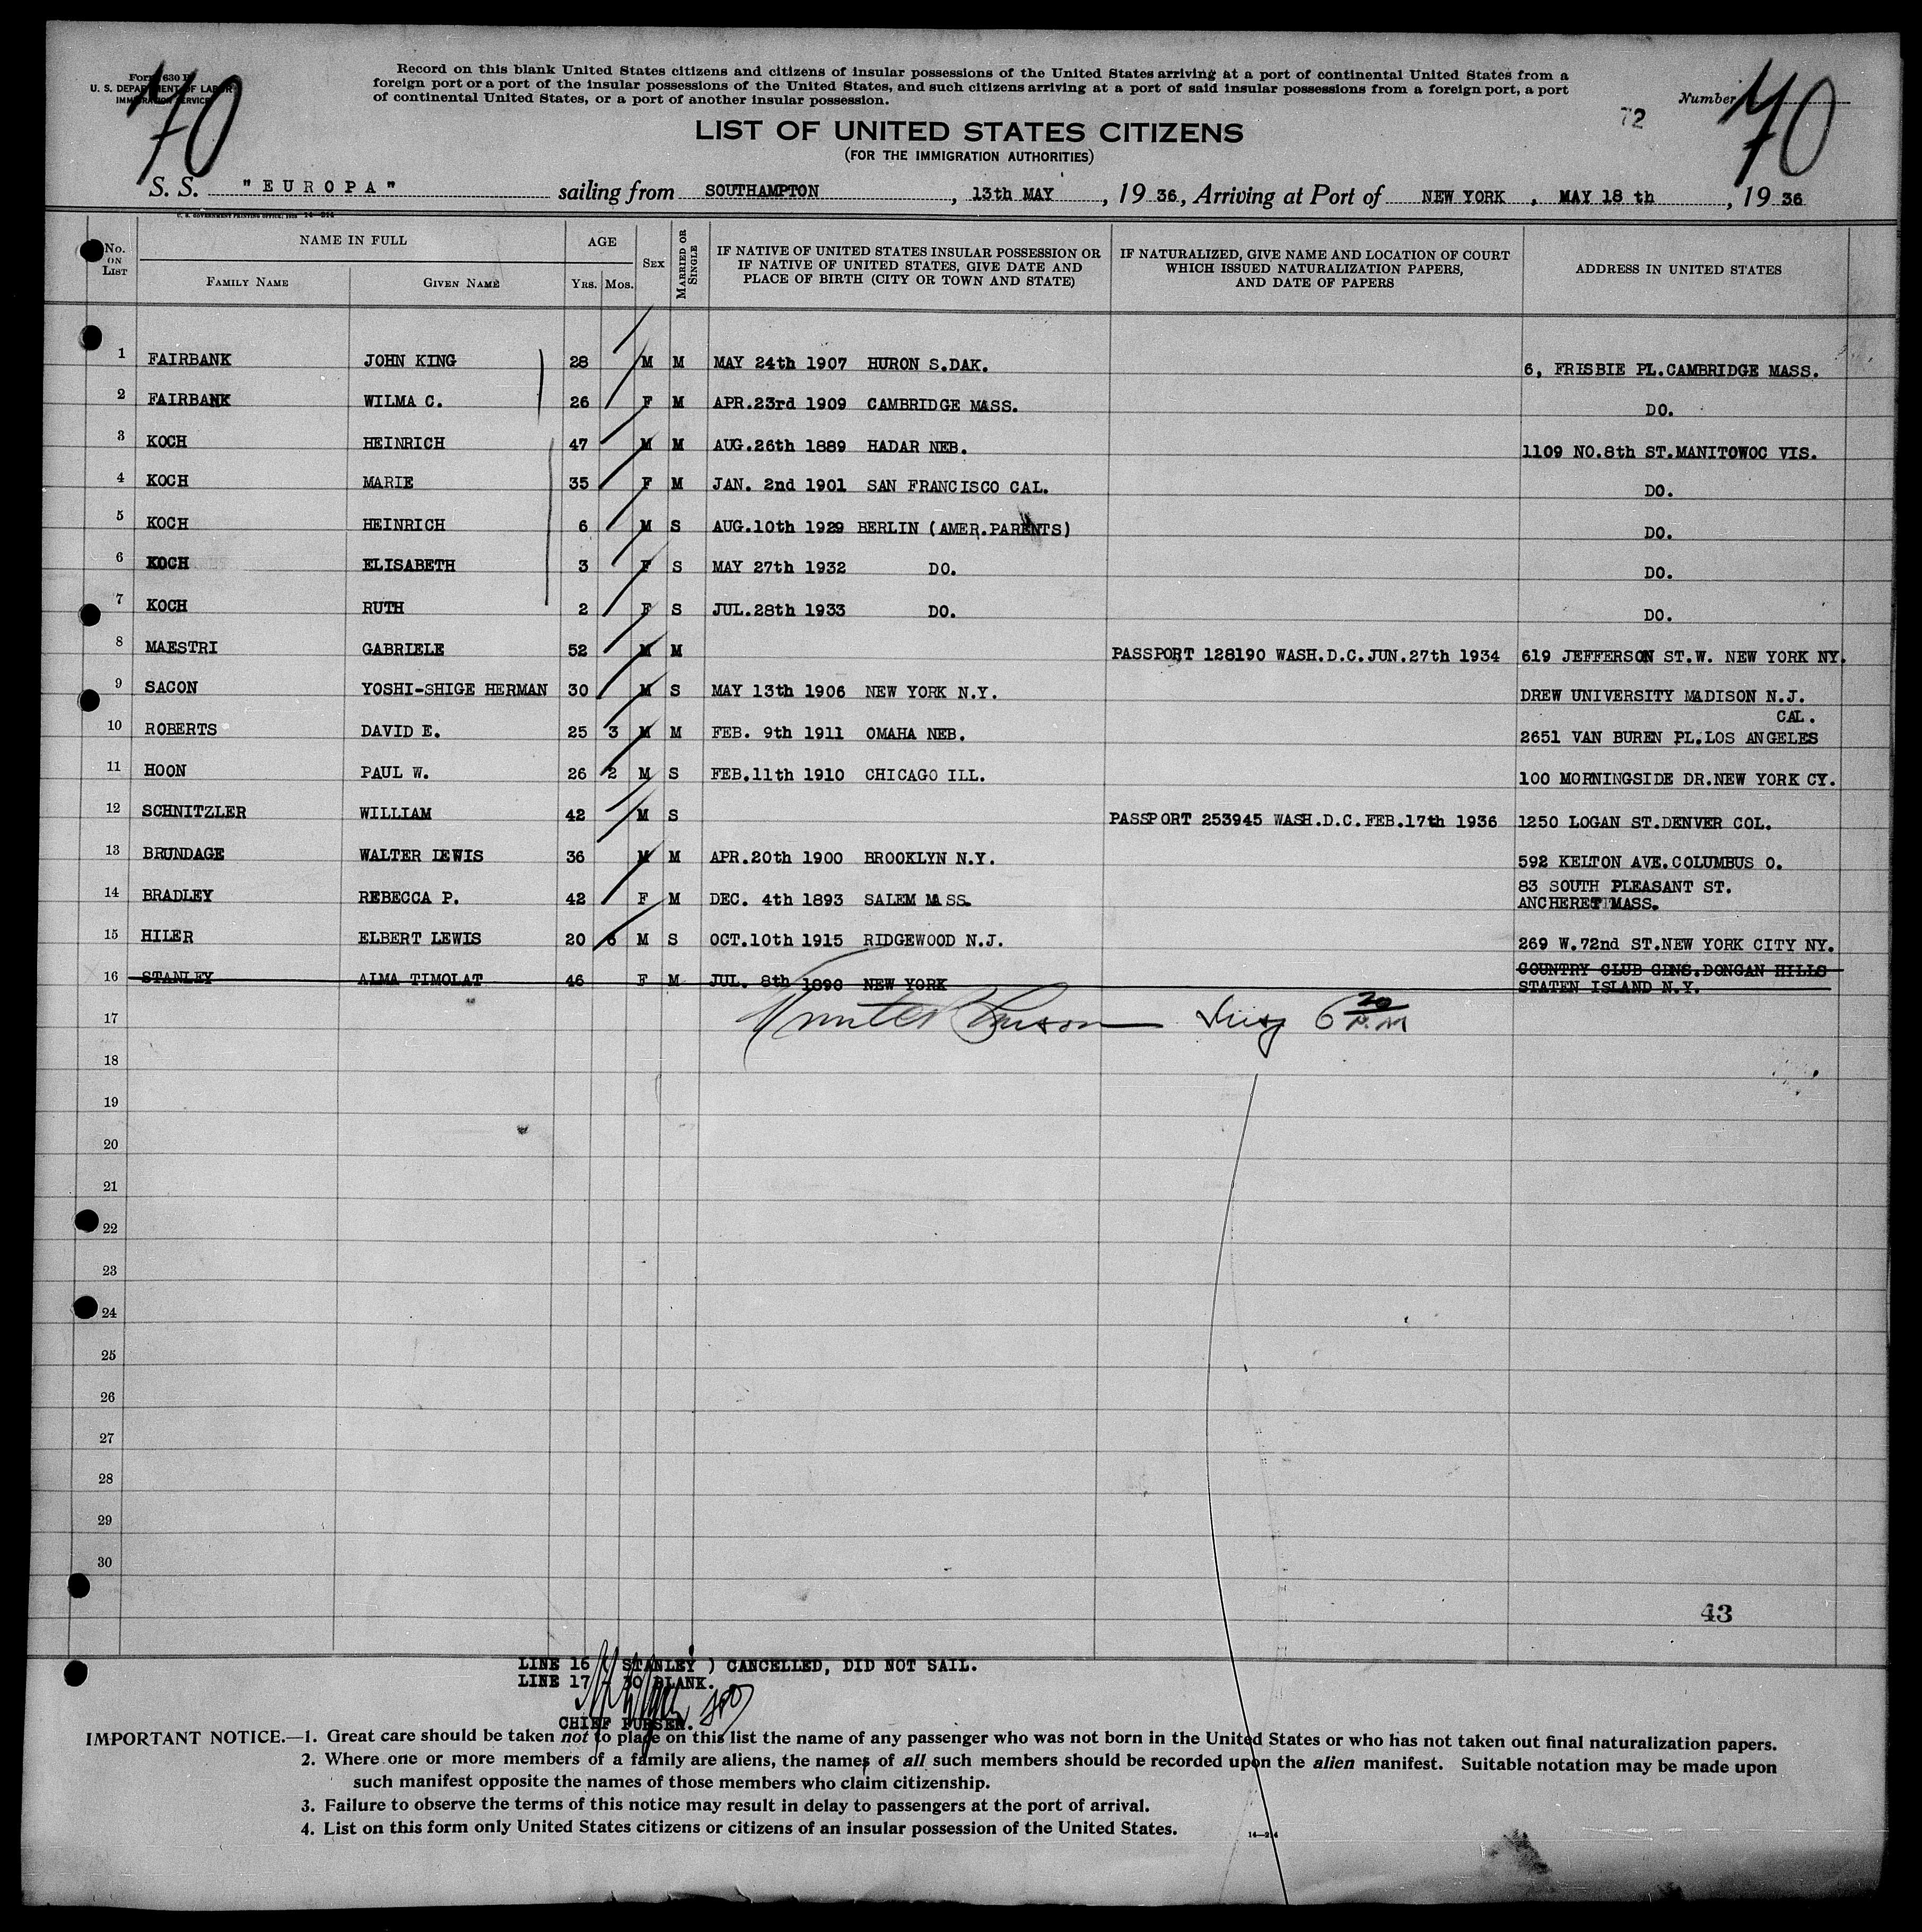 Form 630 B
U. S. DEPARTMENT OF LABOR
IMMIGRATION SERVICE
70
Record on this blank United States citizens and citizens of insular possessions of the United States arriving at a port of continental United States from a
foreign port or a port of the insular possessions of the United States, and such citizens arriving at a port of said insular possessions from a foreign port, a port
of continental United States, or a port of another insular possession.
Number 70
72
LIST OF UNITED STATES CITIZENS
(FOR THE IMMIGRATION AUTHORITIES)
S. S. "EUROPA" sailing from SOUTHAMPTON, 13th MAY, 1936, Arriving at Port of NEW YORK, MAY 18 th, 1936
U. S. GOVERNMENT PRINTING OFFICE
No. ON LIST
NAME IN FULL
FAMILY NAME GIVEN NAME
AGE
YRS. MOS.
SEX
MARRIED OR SINGLE
IF NATIVE OF UNITED STATES INSULAR POSSESSION OR
IF NATIVE OF UNITED STATES, GIVE DATE AND
PLACE OF BIRTH (CITY OR TOWN AND STATE)
IF NATURALIZED, GIVE NAME AND LOCATION OF COURT
WHICH ISSUED NATURALIZATION PAPERS,
AND DATE OF PAPERS
ADDRESS IN UNITED STATES
1 FAIRBANK JOHN KING 28 M M MAY 24th 1907 HURON S.DAK. 6, FRISBIE PL.CAMBRIDGE MASS.
2 FAIRBANK WILMA C. 26 F M APR.23rd 1909 CAMBRIDGE MASS. DO.
3 KOCH HEINRICH 47 M M AUG.26th 1889 HADAR NEB. 1109 NO.8th ST.MANITOWOC VIS.
4 KOCH MARIE 35 F M JAN. 2nd 1901 SAN FRANCISCO CAL. DO.
5 KOCH HEINRICH 6 M S AUG.10th 1929 BERLIN (AMER.PARENTS) DO.
6 KOCH ELISABETH 3 F S MAY 27th 1932 DO. DO.
7 KOCH RUTH 2 F S JUL.28th 1933 DO. DO.
8 MAESTRI GABRIELE 52 M M PASSPORT 128190 WASH.D.C.JUN.27th 1934 619 JEFFERSON ST.W. NEW YORK NY.
9 SACON YOSHI-SHIGE HERMAN 30 M S MAY 13th 1906 NEW YORK N.Y. DREW UNIVERSITY MADISON N.J.
CAL.
10 ROBERTS DAVID E. 25 3 M M FEB. 9th 1911 OMAHA NEB. 2651 VAN BUREN PL.LOS ANGELES
11 HOON PAUL W. 26 2 M S FEB.11th 1910 CHICAGO ILL. 100 MORNINGSIDE DR.NEW YORK CY.
12 SCHNITZLER WILLIAM 42 M S PASSPORT 253945 WASH.D.C.FEB.17th 1936 1250 LOGAN ST.DENVER COL.
13 BRUNDAGE WALTER LEWIS 36 M M APR.20th 1900 BROOKLYN N.Y. 592 KELTON AVE.COLUMBUS O.
14 BRADLEY REBECCA P. 42 F M DEC. 4th 1893 SALEM MASS. 83 SOUTH PLEASANT ST.
ANCHERET MASS.
15 HILER ELBERT LEWIS 20 6 M S OCT.10th 1915 RIDGEWOOD N.J. 269 W.72nd ST.NEW YORK CITY NY.
16 STANLEY ALMA TIMOLAT 46 F M JUL. 8th 1890 NEW YORK COUNTRY CLUB GDNS.DONGAN HILLS
STATEN ISLAND N.Y.
17
18
19
20
21
22
23
24
25
26
27
28
29
30
43
LINE 16 ( STANLEY ) CANCELLED, DID NOT SAIL.
LINE 17 - 30 BLANK.
CHIEF PURSER.
IMPORTANT NOTICE.—1. Great care should be taken not to place on this list the name of any passenger who was not born in the United States or who has not taken out final naturalization papers.
2. Where one or more members of a family are aliens, the names of all such members should be recorded upon the alien manifest. Suitable notation may be made upon
such manifest opposite the names of those members who claim citizenship.
3. Failure to observe the terms of this notice may result in delay to passengers at the port of arrival.
4. List on this form only United States citizens or citizens of an insular possession of the United States.